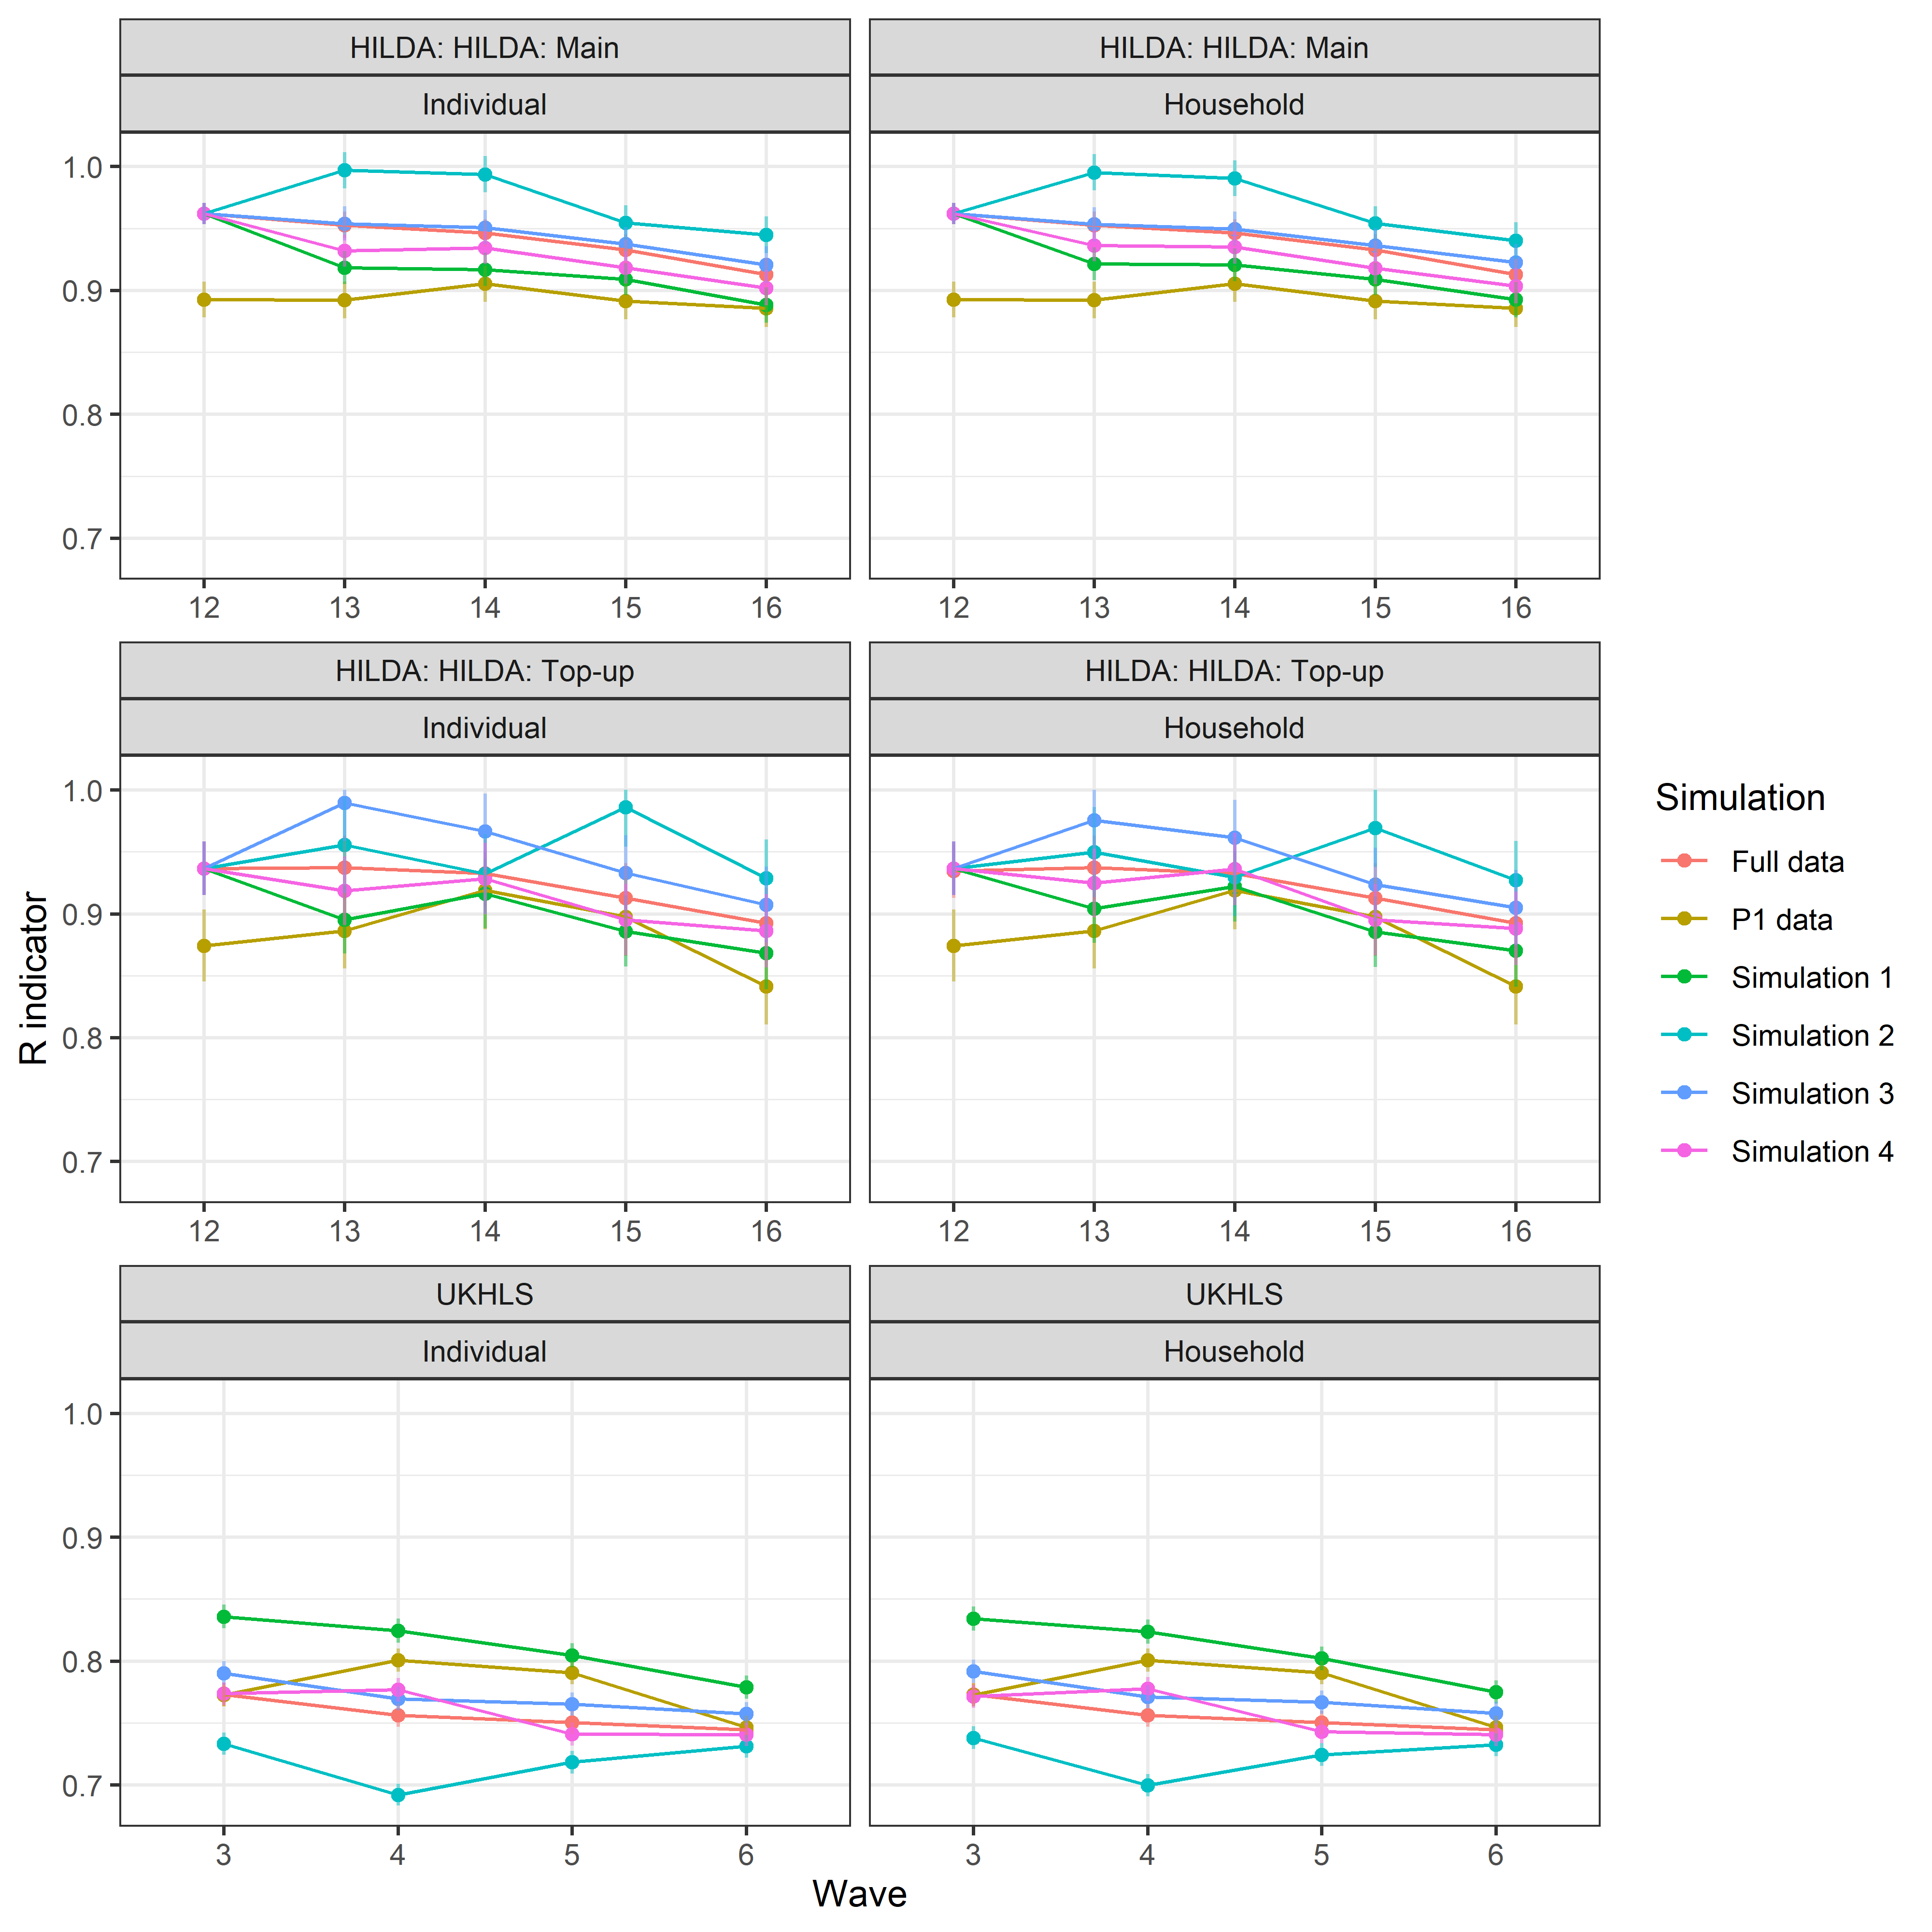 HILDA: HILDA: Main
HILDA: HILDA: Main
Individual
Household
1.0
0.9
0.8
0.7
12 13 14 15 16
12 13 14 15 16
HILDA: HILDA: Top-up
HILDA: HILDA: Top-up
Individual
Household
1.0
0.9
0.8
0.7
12 13 14 15 16
12 13 14 15 16
UKHLS
UKHLS
Individual
Household
1.0
0.9
0.8
0.7
3 4 5 6
3 4 5 6
R indicator
Wave
Simulation
Full data
P1 data
Simulation 1
Simulation 2
Simulation 3
Simulation 4